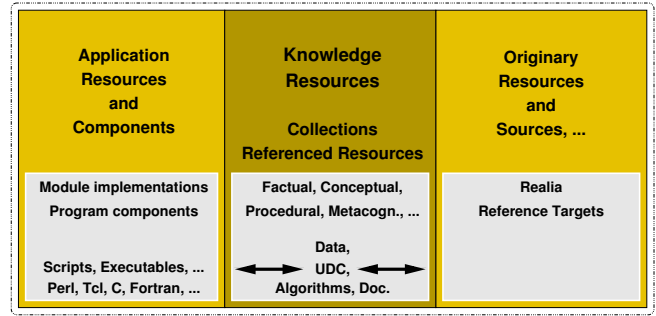 Application
Resources
and
Components
Module implementations
Program components
Scripts, Executables, ...
Perl, Tcl, C, Fortran, ...
Knowledge
Resources
Collections
Referenced Resources
Factual, Conceptual,
Procedural, Metacogn., ...
Data,
UDC,
Algorithms, Doc.
Originary
Resources
and
Sources, ...
Realia
Reference Targets